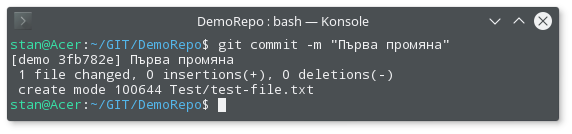 DemoRepo : bash — Konsole
stan@Acer:~/GIT/DemoRepo$ git commit -m "Първа промяна"
[demo 3fb782e] Първа промяна
 1 file changed, 0 insertions(+), 0 deletions(-)
 create mode 100644 Test/test-file.txt
stan@Acer:~/GIT/DemoRepo$